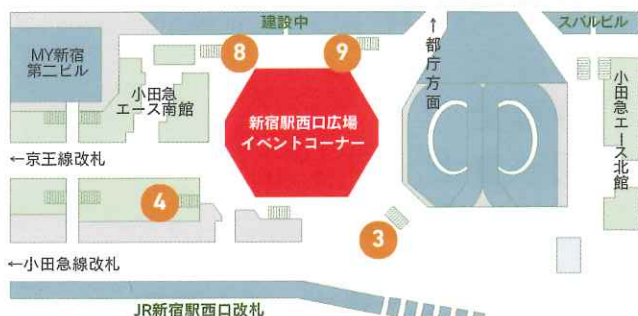 建設中
↑都庁方面
スバルビル
MY新宿
第二ビル
8
9
小田急
エース南館
新宿駅西口広場
イベントコーナー
小田急エース北館
←京王線改札
4
3
←小田急線改札
JR新宿駅西口改札